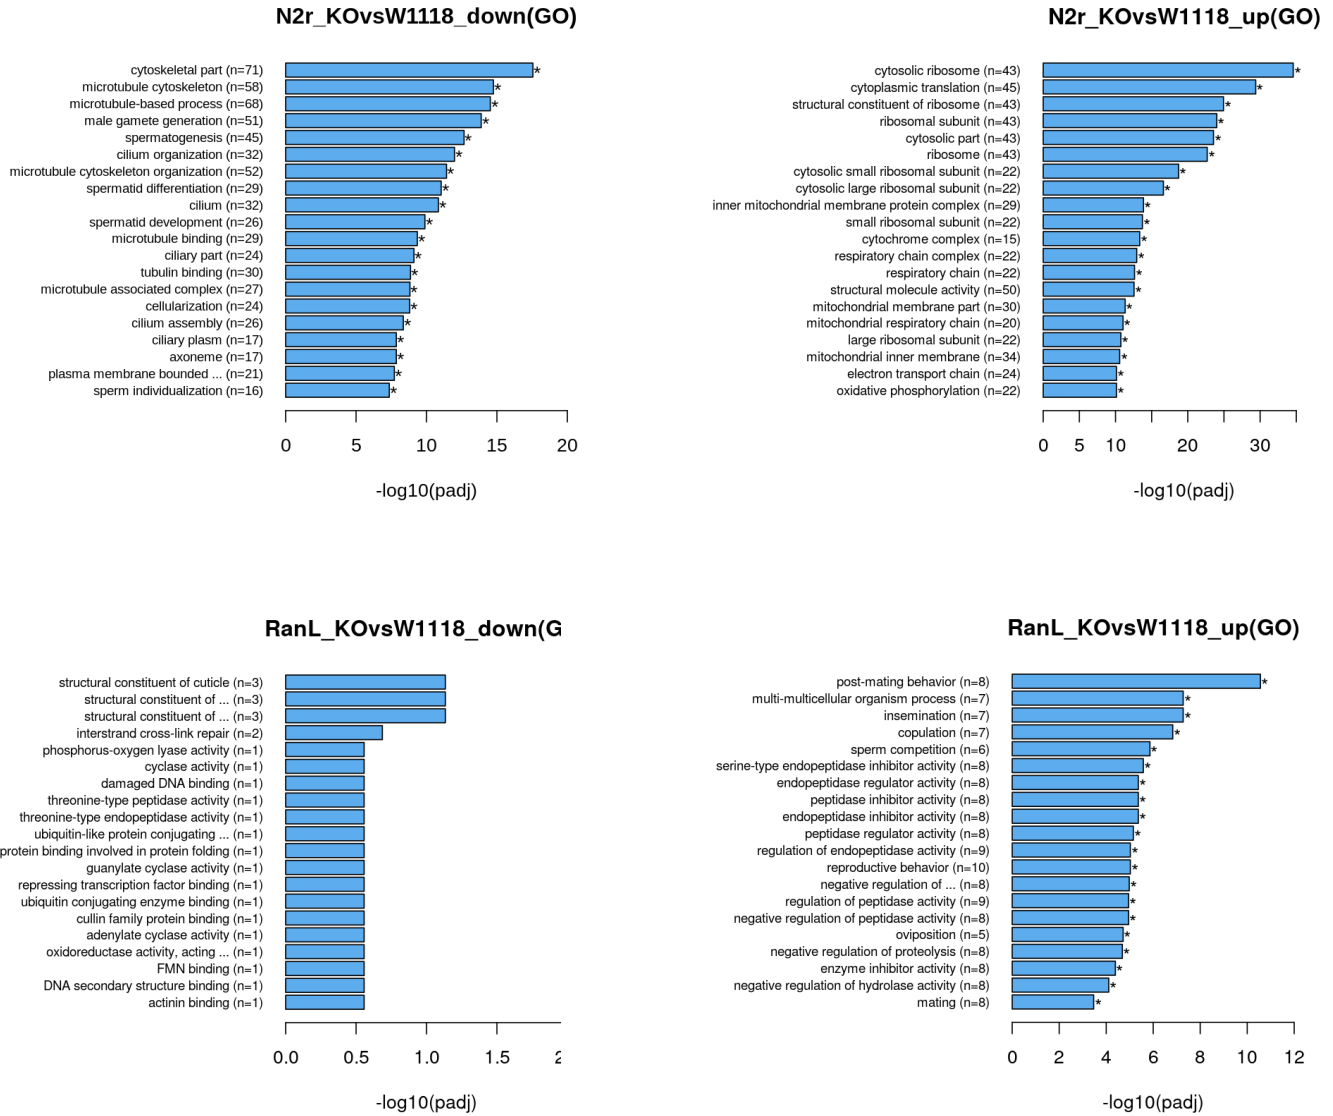 N2r_KOvsW1118_down(GO)
cytoskeletal part (n=71)
microtubule cytoskeleton (n=58)
microtubule-based process (n=68)
male gamete generation (n=51)
spermatogenesis (n=45)
cilium organization (n=32)
microtubule cytoskeleton organization (n=52)
spermatid differentiation (n=29)
cilium (n=32)
spermatid development (n=26)
microtubule binding (n=29)
ciliary part (n=24)
tubulin binding (n=30)
microtubule associated complex (n=27)
cellularization (n=24)
cilium assembly (n=26)
ciliary plasm (n=17)
axoneme (n=17)
plasma membrane bounded ... (n=21)
sperm individualization (n=16)
0 5 10 15 20
-log10(padj)
N2r_KOvsW1118_up(GO)
cytosolic ribosome (n=43)
cytoplasmic translation (n=45)
structural constituent of ribosome (n=43)
ribosomal subunit (n=43)
cytosolic part (n=43)
ribosome (n=43)
cytosolic small ribosomal subunit (n=22)
cytosolic large ribosomal subunit (n=22)
inner mitochondrial membrane protein complex (n=29)
small ribosomal subunit (n=22)
cytochrome complex (n=15)
respiratory chain complex (n=22)
respiratory chain (n=22)
structural molecule activity (n=50)
mitochondrial membrane part (n=30)
mitochondrial respiratory chain (n=20)
large ribosomal subunit (n=22)
mitochondrial inner membrane (n=34)
electron transport chain (n=24)
oxidative phosphorylation (n=22)
0 5 10 20 30
-log10(padj)
RanL_KOvsW1118_down(G
structural constituent of cuticle (n=3)
structural constituent of ... (n=3)
structural constituent of ... (n=3)
interstrand cross-link repair (n=2)
phosphorus-oxygen lyase activity (n=1)
cyclase activity (n=1)
damaged DNA binding (n=1)
threonine-type peptidase activity (n=1)
threonine-type endopeptidase activity (n=1)
ubiquitin-like protein conjugating ... (n=1)
protein binding involved in protein folding (n=1)
guanylate cyclase activity (n=1)
repressing transcription factor binding (n=1)
ubiquitin conjugating enzyme binding (n=1)
cullin family protein binding (n=1)
adenylate cyclase activity (n=1)
oxidoreductase activity, acting ... (n=1)
FMN binding (n=1)
DNA secondary structure binding (n=1)
actinin binding (n=1)
0.0 0.5 1.0 1.5
-log10(padj)
RanL_KOvsW1118_up(GO)
post-mating behavior (n=8)
multi-multicellular organism process (n=7)
insemination (n=7)
copulation (n=7)
sperm competition (n=6)
serine-type endopeptidase inhibitor activity (n=8)
endopeptidase regulator activity (n=8)
peptidase inhibitor activity (n=8)
endopeptidase inhibitor activity (n=8)
peptidase regulator activity (n=8)
regulation of endopeptidase activity (n=9)
reproductive behavior (n=10)
negative regulation of ... (n=8)
regulation of peptidase activity (n=9)
negative regulation of peptidase activity (n=8)
oviposition (n=5)
negative regulation of proteolysis (n=8)
enzyme inhibitor activity (n=8)
negative regulation of hydrolase activity (n=8)
mating (n=8)
0 2 4 6 8 10 12
-log10(padj)